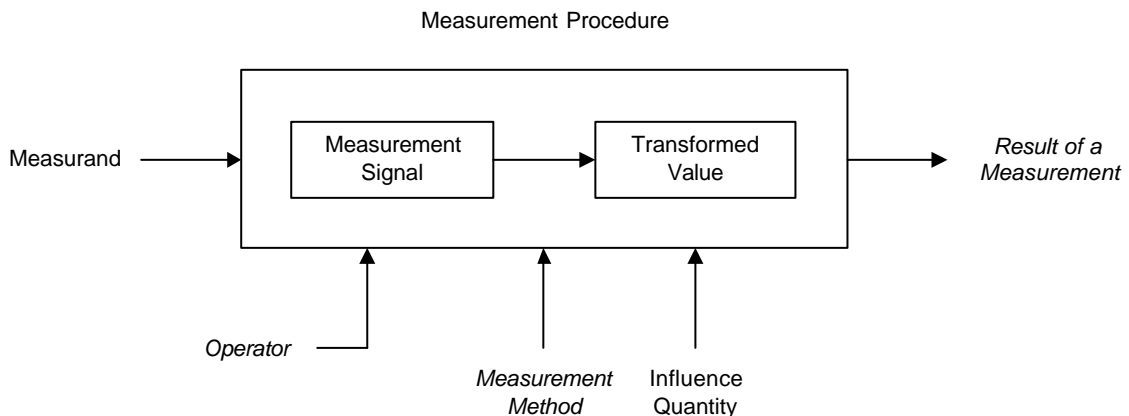 Measurement Procedure
Measurand
Measurement
Signal
Transformed
Value
Result of a
Measurement
Operator
Measurement
Method
Influence
Quantity